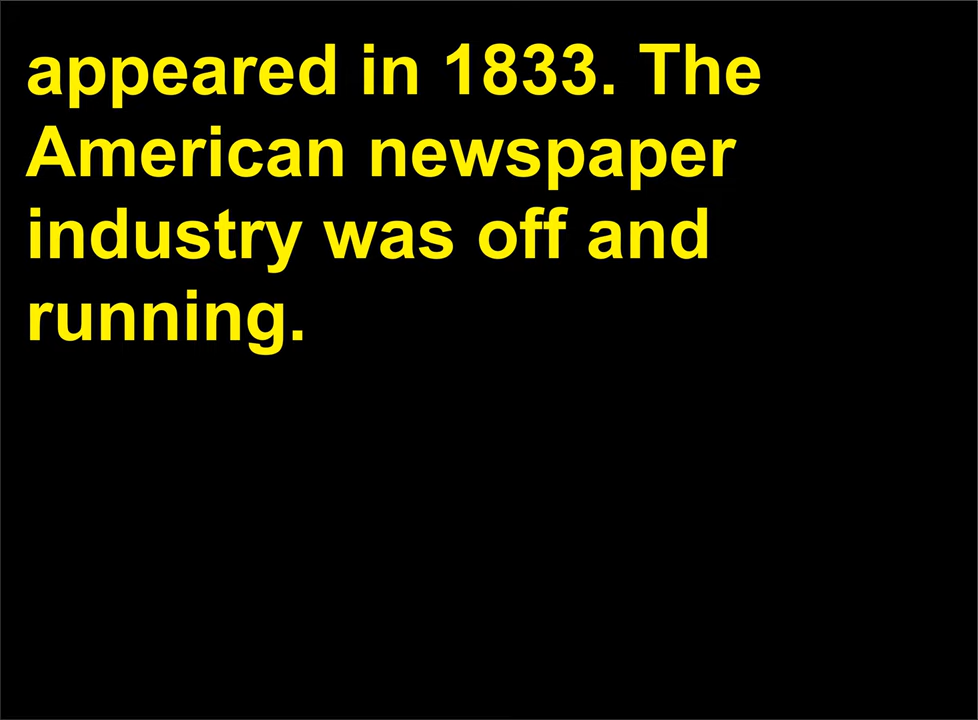 appeared in 1833. The
American newspaper
industry was off and
running.